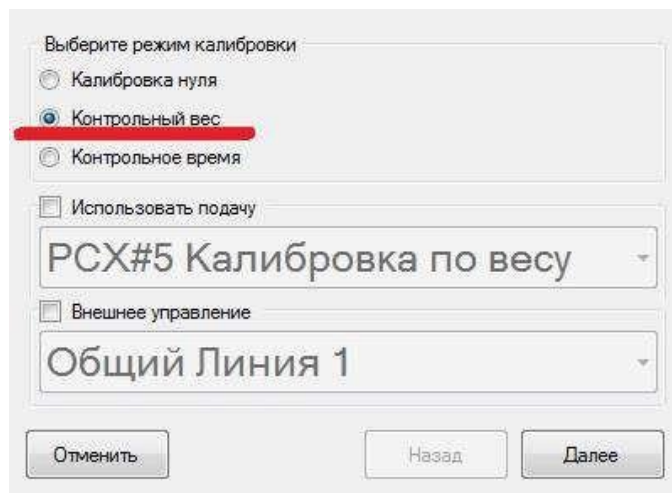 Выберите режим калибровки
Калибровка нуля
Контрольный вес
Контрольное время
Использовать подачу
РСХ#5 Калибровка по весу
Внешнее управление
Общий Линия 1
Отменить
Назад
Далее